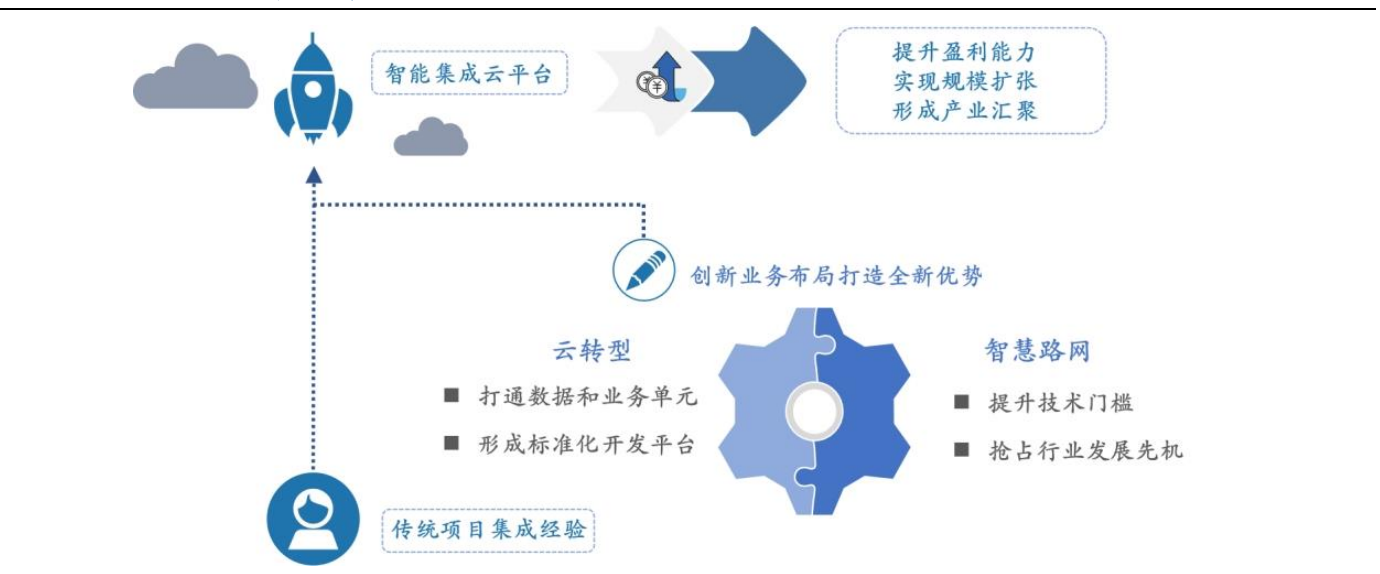 智能集成云平台
提升盈利能力
实现规模扩张
形成产业汇聚
创新业务布局打造全新优势
云转型
打通数据和业务单元
形成标准化开发平台
智慧路网
提升技术门槛
抢占行业发展先机
传统项目集成经验